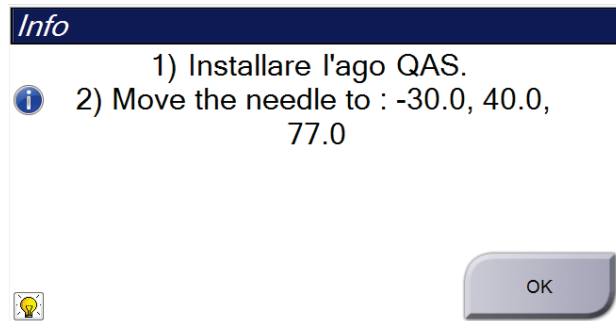 Info
1) Installare l'ago QAS.
2) Move the needle to : -30.0, 40.0,
77.0
OK